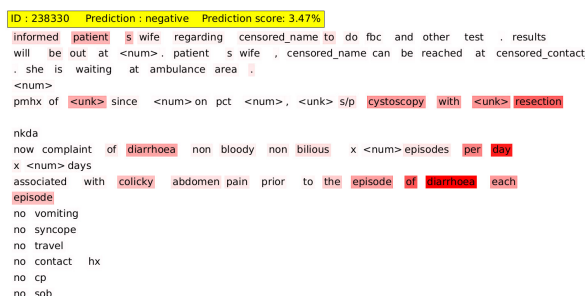 ID : 238330 Prediction : negative Prediction score: 3.47%
informed patient s wife regarding censored_name to do fbc and other test . results
will be out at <num> . patient s wife , censored_name can be reached at censored_contact
. she is waiting at ambulance area .
<num>
pmhx of <unk> since <num> on pct <num> , <unk> s/p cystoscopy with <unk> resection
nkda
now complaint of diarrhoea non bloody non bilious x <num> episodes per day
x <num> days
associated with colicky abdomen pain prior to the episode of diarrhoea each
episode
no vomiting
no syncope
no travel
no contact hx
no cp
no sob